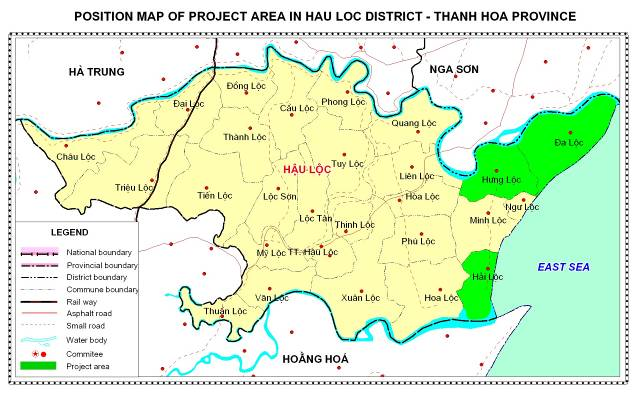 POSITION MAP OF PROJECT AREA IN HAU LOC DISTRICT - THANH HOA PROVINCE
HÀ TRUNG
NGA SƠN
Đồng Lộc
Phong Lộc
Đại Lộc
Cầu Lộc
Quang Lộc
Thành Lộc
Đa Lộc
Châu Lộc
HẬU LỘC
Tuy Lộc
Liên Lộc
Hưng Lộc
Triệu Lộc
Tiến Lộc
Lộc Sơn
Hoa Lộc
Ngư Lộc
Lộc Tân
Minh Lộc
Thịnh Lộc
Phú Lộc
Mỹ Lộc
TT. Hậu Lộc
EAST SEA
Hải Lộc
Văn Lộc
Xuân Lộc
Hoa Lộc
Thuần Lộc
HOẰNG HOÁ
LEGEND
National boundary
Provincial boundary
District boundary
Commune boundary
Rail way
Asphalt road
Small road
Water body
Commitee
Project area